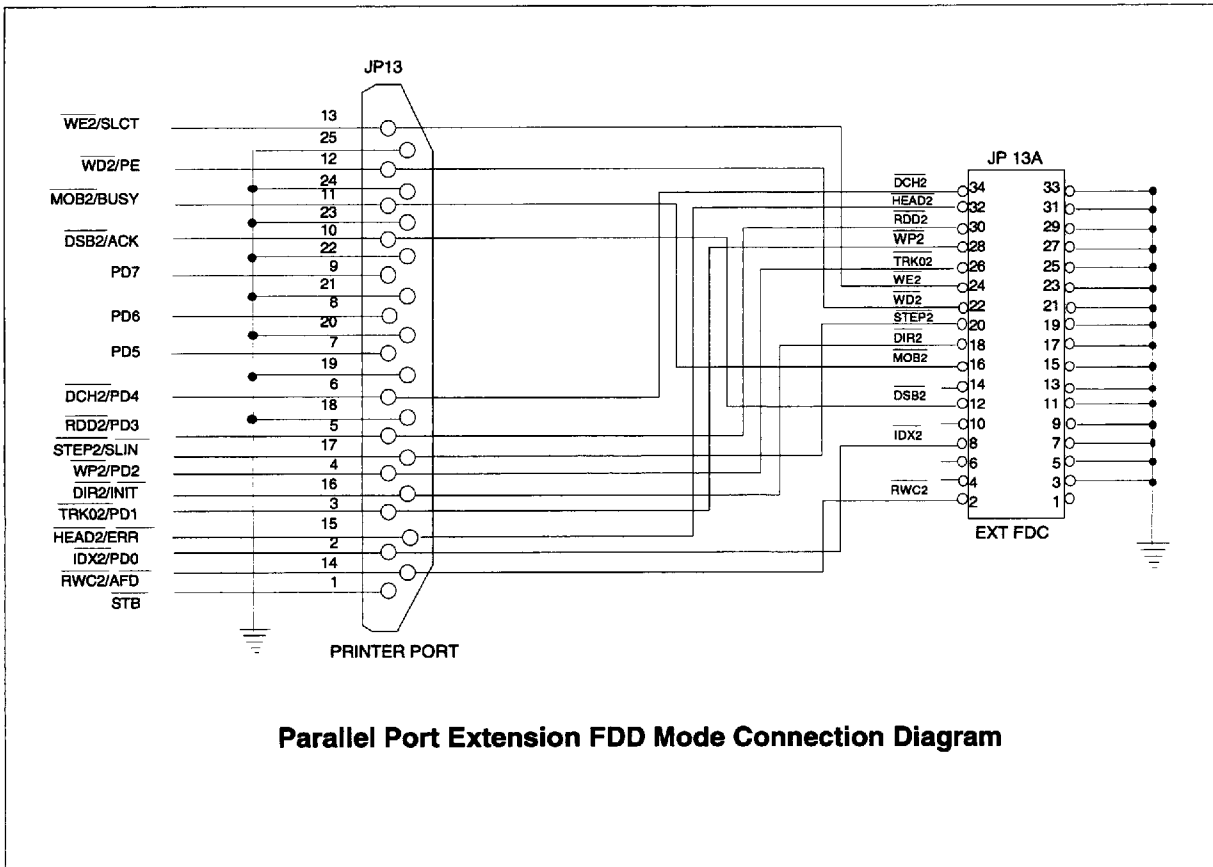 JP13
WE2/SLCT
WD2/PE
MOB2/BUSY
DSB2/ACK
PD7
PD6
PD5
DCH2/PD4
RDD2/PD3
STEP2/SLIN
WP2/PD2
DIR2/INIT
TRK02/PD1
HEAD2/ERR
IDX2/PD0
RWC2/AFD
STB
13
25
12
24
11
23
10
22
9
21
8
20
7
19
6
18
5
17
4
16
3
15
2
14
1
PRINTER PORT
JP 13A
DCH2
HEAD2
RDD2
WP2
TRK02
WE2
WD2
STEP2
DIR2
MOB2
DSB2
IDX2
RWC2
34 33
32 31
30 29
28 27
26 25
24 23
22 21
20 19
18 17
16 15
14 13
12 11
10 9
8 7
6 5
4 3
2 1
EXT FDC
Parallel Port Extension FDD Mode Connection Diagram